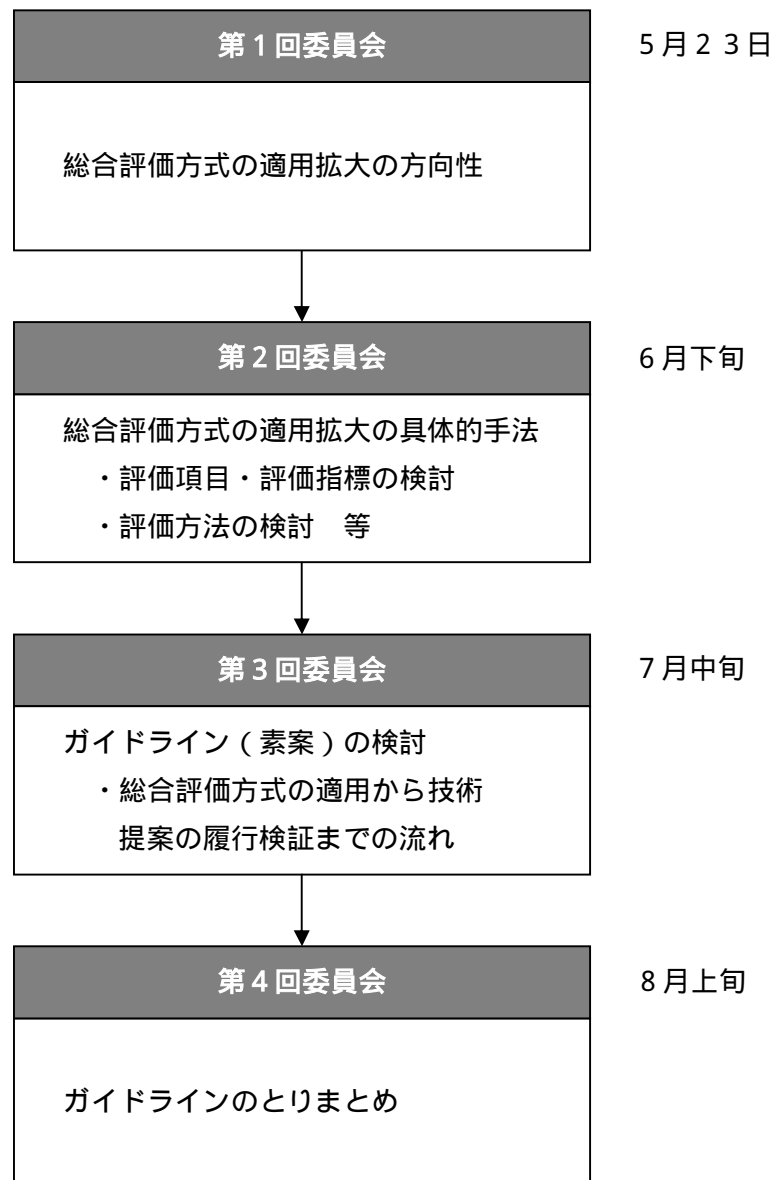 第１回委員会
５月２３日
総合評価方式の適用拡大の方向性
第２回委員会
６月下旬
総合評価方式の適用拡大の具体的手法
・評価項目・評価指標の検討
・評価方法の検討　等
第３回委員会
７月中旬
ガイドライン（素案）の検討
・総合評価方式の適用から技術
提案の履行検証までの流れ
第４回委員会
８月上旬
ガイドラインのとりまとめ